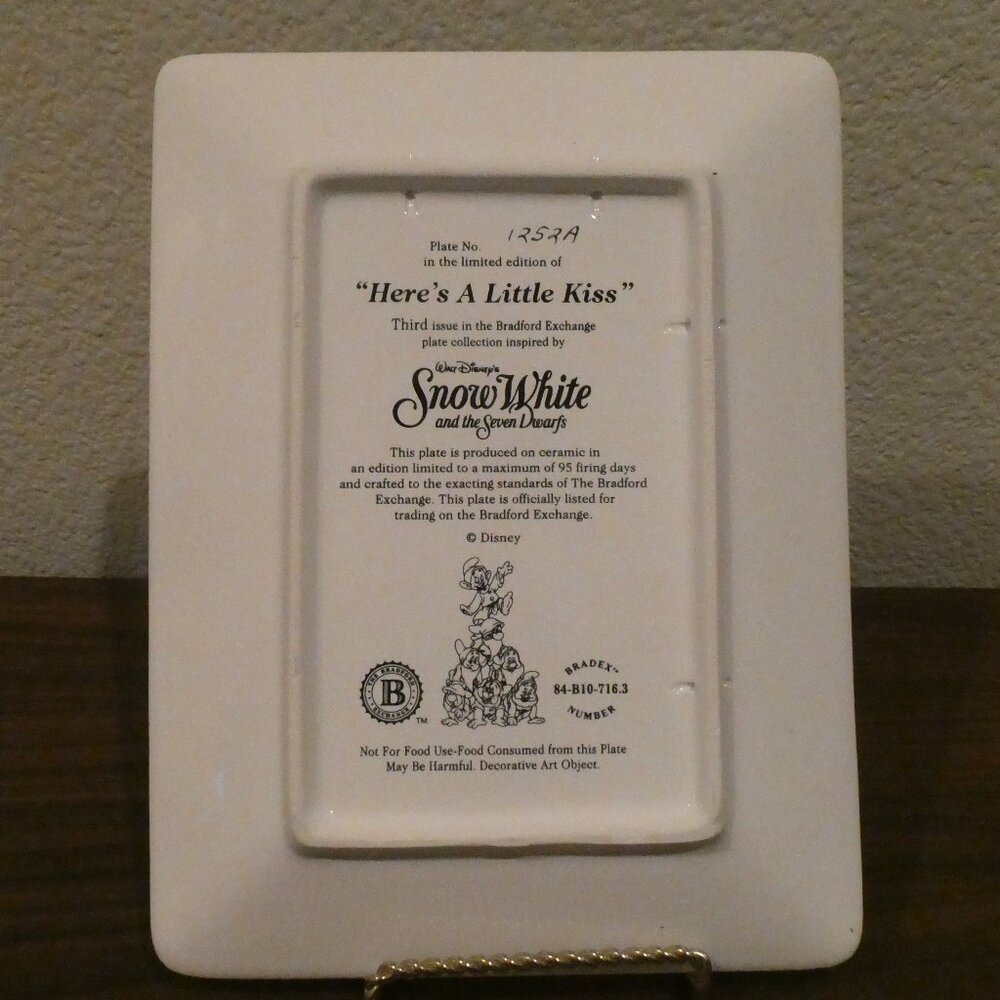 Plate No. 1252A
in the limited edition of
“Here’s A Little Kiss”
Third issue in the Bradford Exchange
plate collection inspired by
Walt Disney's
Snow White
and the Seven Dwarfs
This plate is produced on ceramic in
an edition limited to a maximum of 95 firing days
and crafted to the exacting standards of The Bradford
Exchange. This plate is officially listed for
trading on the Bradford Exchange.
© Disney
THE BRADFORD
B
EXCHANGE
TM
BRADEX™
84-B10-716.3
NUMBER
Not For Food Use-Food Consumed from this Plate
May Be Harmful. Decorative Art Object.